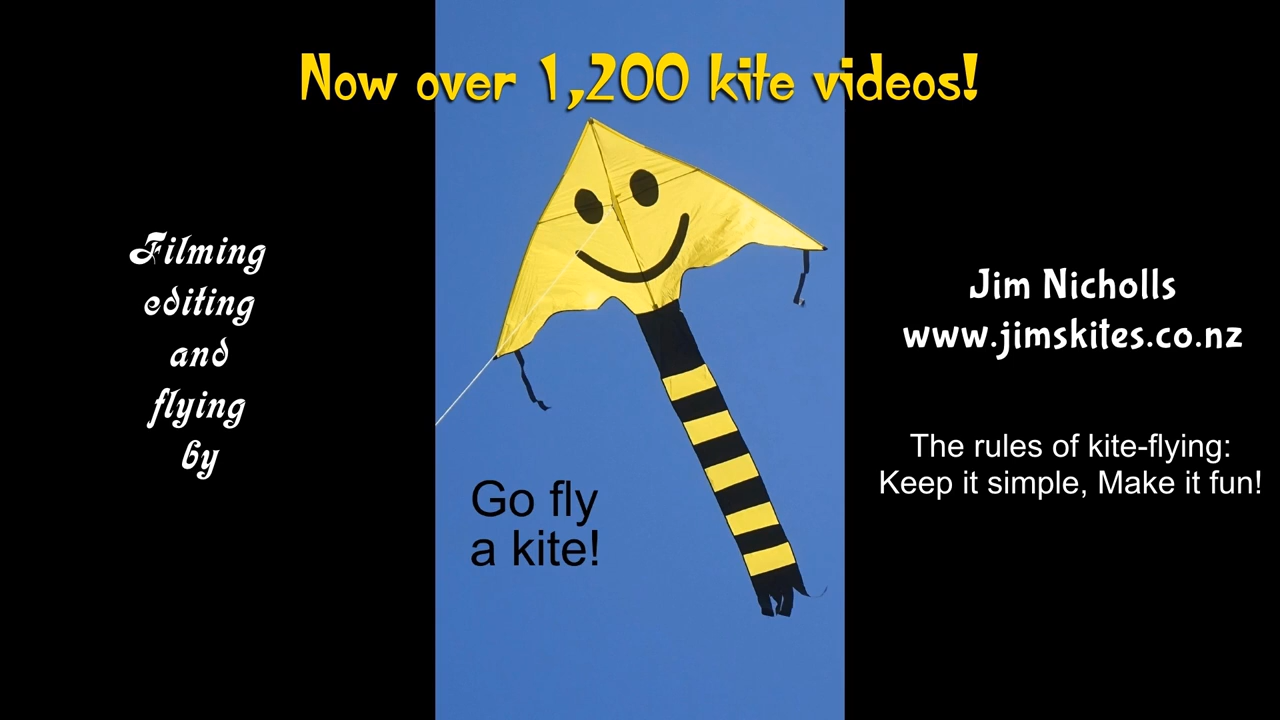 Now over 1,200 kite videos!
Filming
editing
and
flying
by
Go fly
a kite!
Jim Nicholls
www.jimskites.co.nz
The rules of kite-flying:
Keep it simple, Make it fun!